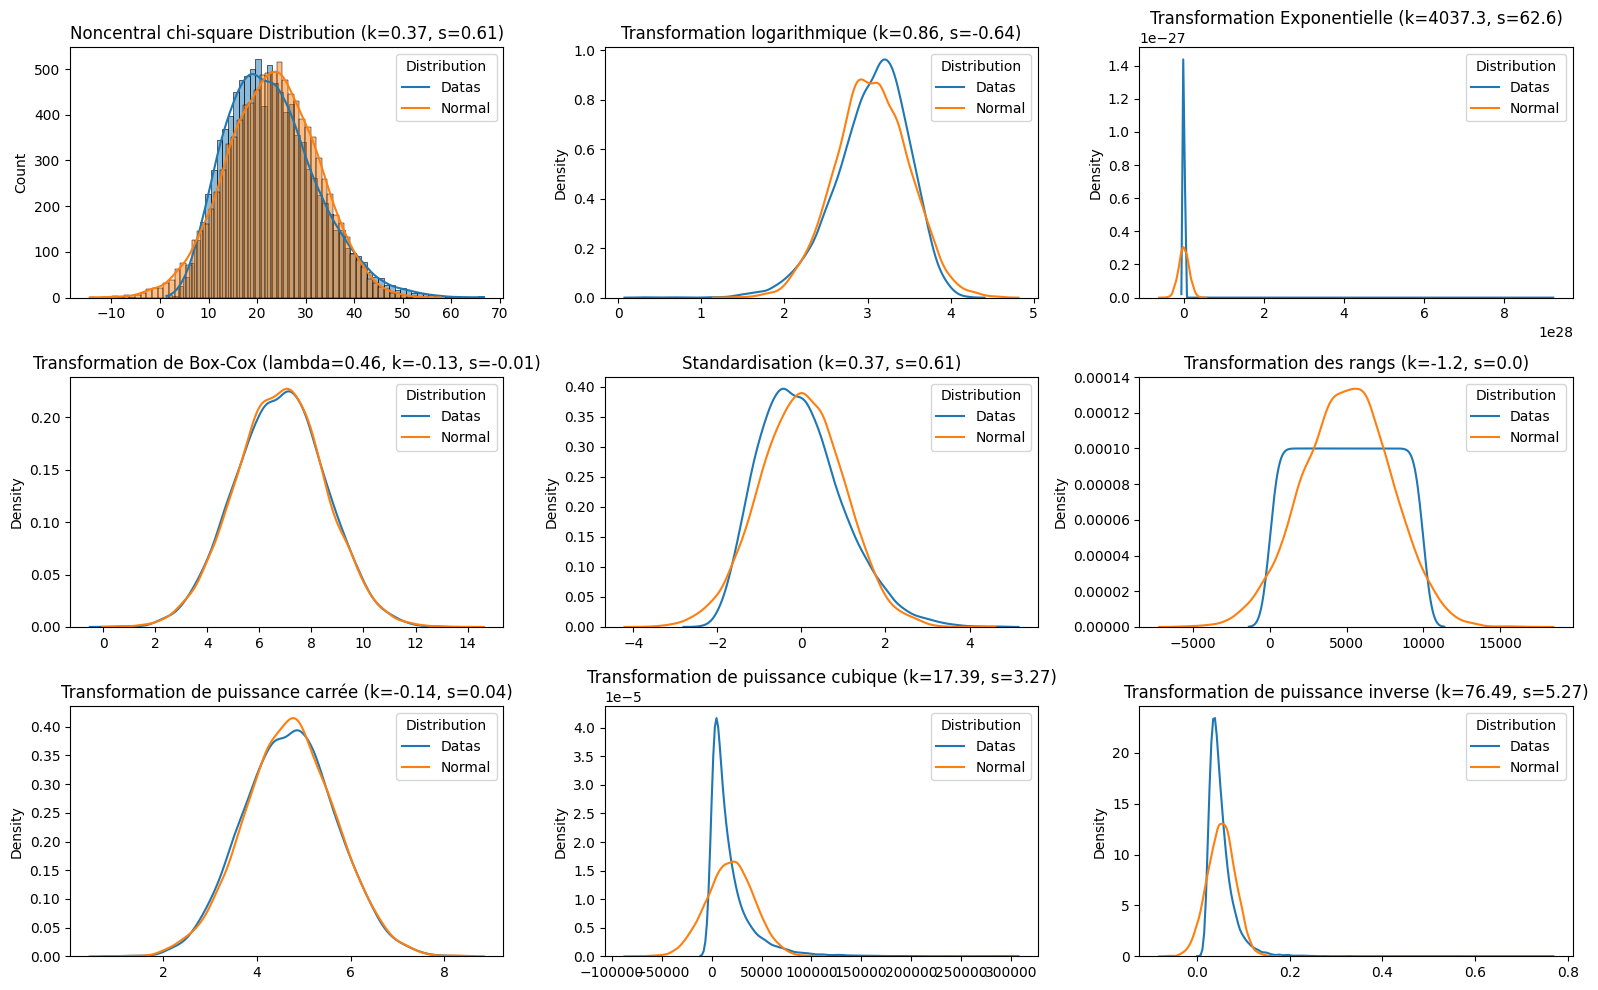 Noncentral chi-square Distribution (k=0.37, s=0.61)
Distribution
Datas
Normal
Count
500
400
300
200
100
0
−10 0 10 20 30 40 50 60 70
Transformation logarithmique (k=0.86, s=-0.64)
Distribution
Datas
Normal
Density
1.0
0.8
0.6
0.4
0.2
0.0
0 1 2 3 4 5
Transformation Exponentielle (k=4037.3, s=62.6)
1e−27
Distribution
Datas
Normal
Density
1.4
1.2
1.0
0.8
0.6
0.4
0.2
0.0
0 2 4 6 8
1e28
Transformation de Box-Cox (lambda=0.46, k=-0.13, s=-0.01)
Distribution
Datas
Normal
Density
0.20
0.15
0.10
0.05
0.00
0 2 4 6 8 10 12 14
Standardisation (k=0.37, s=0.61)
Distribution
Datas
Normal
Density
0.40
0.35
0.30
0.25
0.20
0.15
0.10
0.05
0.00
−4 −2 0 2 4
Transformation des rangs (k=-1.2, s=0.0)
Distribution
Datas
Normal
Density
0.00014
0.00012
0.00010
0.00008
0.00006
0.00004
0.00002
0.00000
−5000 0 5000 10000 15000
Transformation de puissance carrée (k=-0.14, s=0.04)
Distribution
Datas
Normal
Density
0.40
0.35
0.30
0.25
0.20
0.15
0.10
0.05
0.00
2 4 6 8
Transformation de puissance cubique (k=17.39, s=3.27)
1e−5
Distribution
Datas
Normal
Density
4.0
3.5
3.0
2.5
2.0
1.5
1.0
0.5
0.0
−100000 −50000 0 50000 100000 150000 200000 250000 300000
Transformation de puissance inverse (k=76.49, s=5.27)
Distribution
Datas
Normal
Density
20
15
10
5
0
0.0 0.2 0.4 0.6 0.8